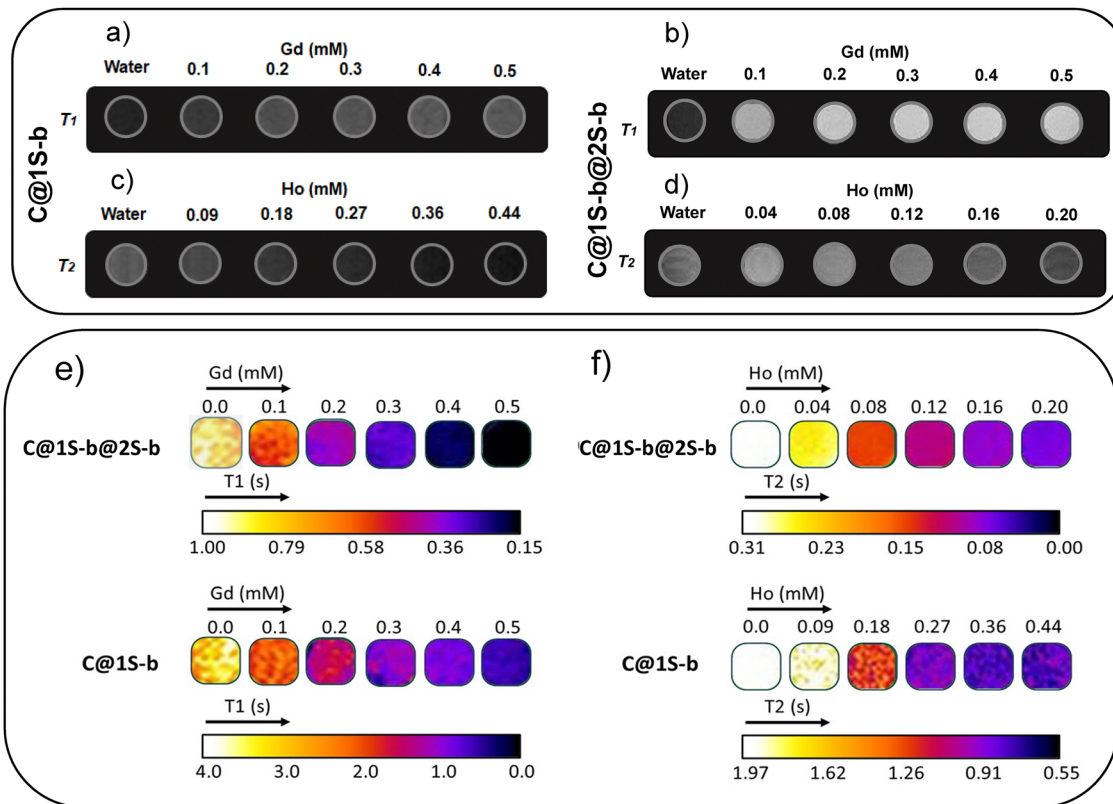 a)
Gd (mM)
Water 0.1 0.2 0.3 0.4 0.5
T1
C@1S-b
c)
Ho (mM)
Water 0.09 0.18 0.27 0.36 0.44
T2
b)
Gd (mM)
Water 0.1 0.2 0.3 0.4 0.5
T1
C@1S-b@2S-b
d)
Ho (mM)
Water 0.04 0.08 0.12 0.16 0.20
T2
e)
Gd (mM)
0.0 0.1 0.2 0.3 0.4 0.5
C@1S-b@2S-b
T1 (s)
1.00 0.79 0.58 0.36 0.15
Gd (mM)
0.0 0.1 0.2 0.3 0.4 0.5
C@1S-b
T1 (s)
4.0 3.0 2.0 1.0 0.0
f)
Ho (mM)
0.0 0.04 0.08 0.12 0.16 0.20
C@1S-b@2S-b
T2 (s)
0.31 0.23 0.15 0.08 0.00
Ho (mM)
0.0 0.09 0.18 0.27 0.36 0.44
C@1S-b
T2 (s)
1.97 1.62 1.26 0.91 0.55